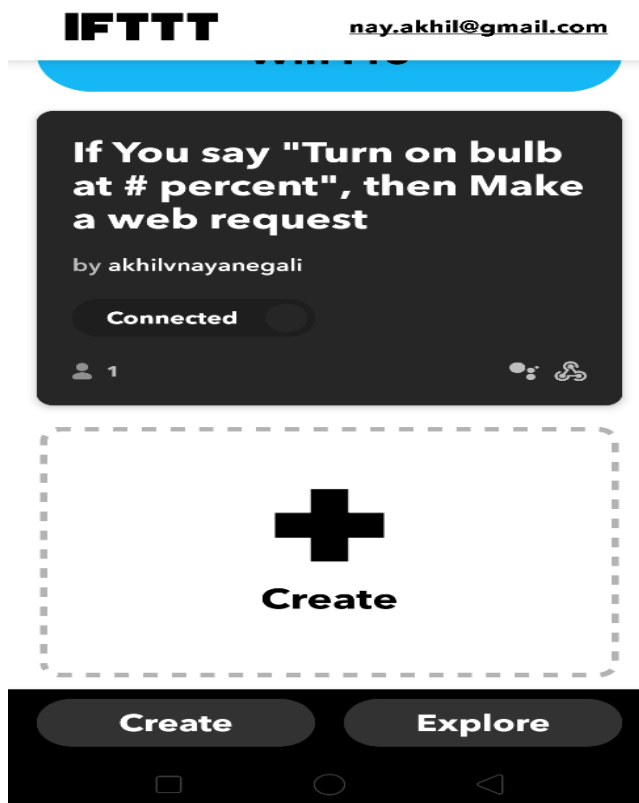 IFTTT
nay.akhil@gmail.com
If You say "Turn on bulb
at # percent", then Make
a web request
by akhilvnayanegali
Connected
1
Create
Create
Explore